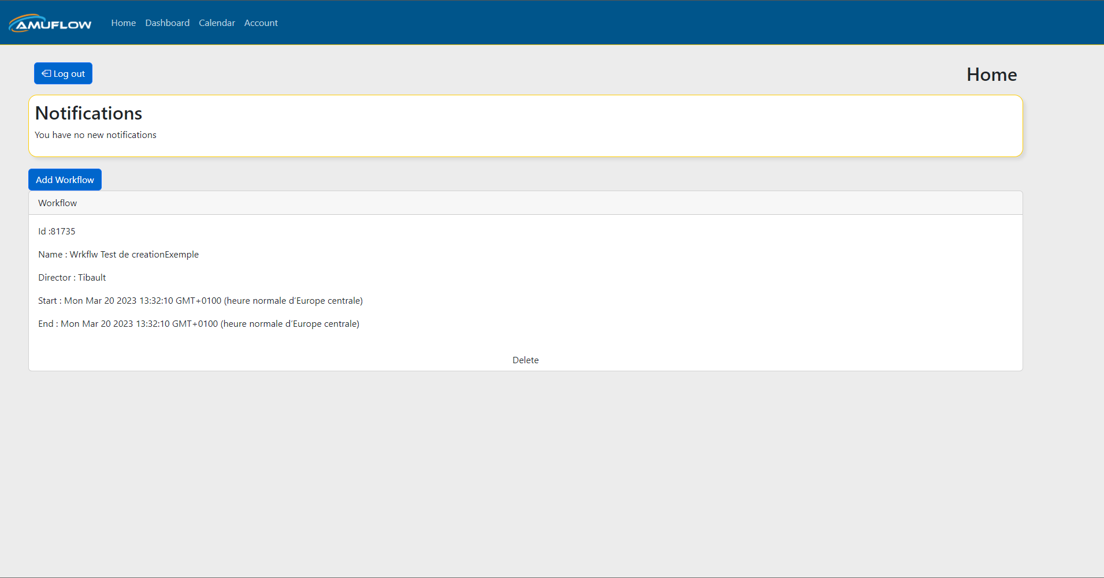 AMUFLOW Home Dashboard Calendar Account
Log out
Home
Notifications
You have no new notifications
Add Workflow
Workflow
Id :81735
Name : Wrkflw Test de creationExemple
Director : Tibault
Start : Mon Mar 20 2023 13:32:10 GMT+0100 (heure normale d'Europe centrale)
End : Mon Mar 20 2023 13:32:10 GMT+0100 (heure normale d'Europe centrale)
Delete